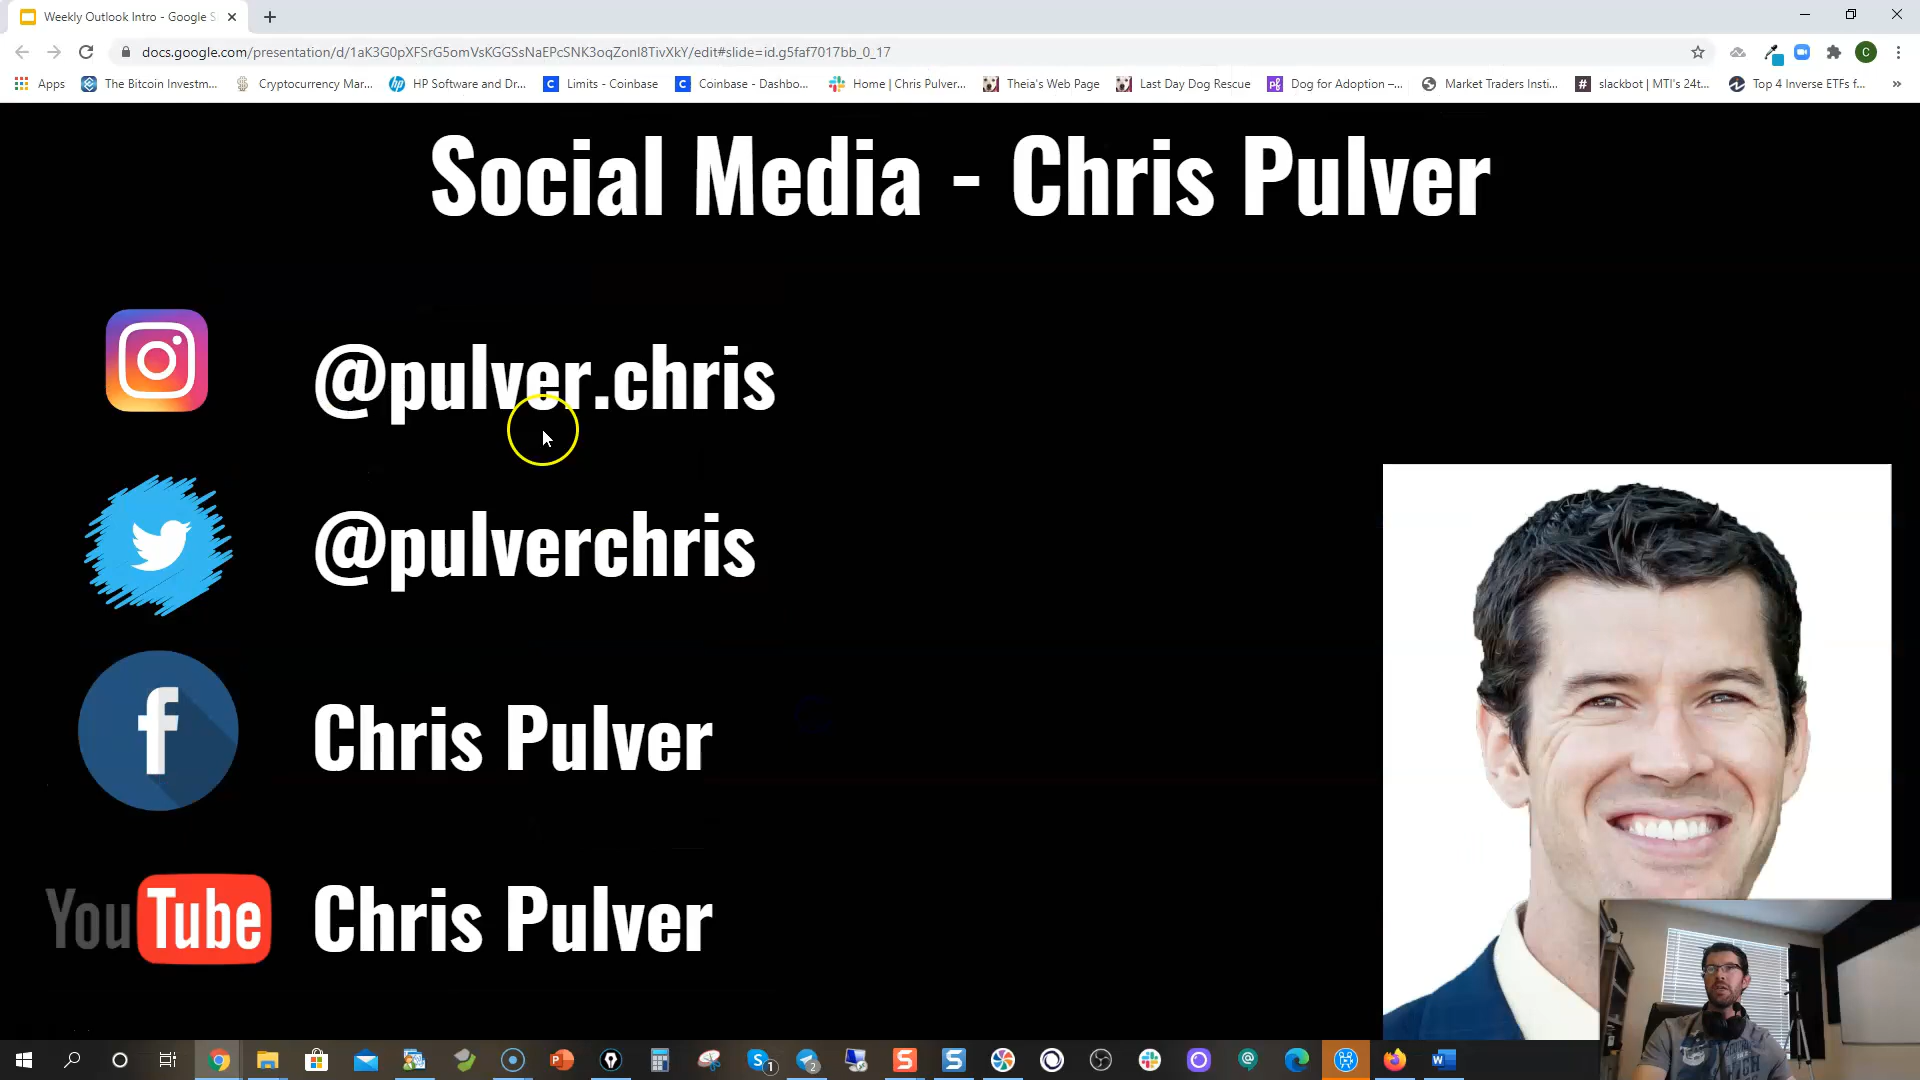 Weekly Outlook Intro - Google S
docs.google.com/presentation/d/1aK3G0pXFSrG5omVsKGGSsNaEPcSNK3oqZonl8TivXkY/edit#slide=id.g5faf7017bb_0_17
C
Apps
The Bitcoin Investm...
Cryptocurrency Mar...
HP Software and Dr...
Limits - Coinbase
Coinbase - Dashbo...
Home | Chris Pulver...
Theia's Web Page
Last Day Dog Rescue
Dog for Adoption –...
Market Traders Insti...
slackbot | MTI's 24t...
Top 4 Inverse ETFs f...
Social Media - Chris Pulver
@pulver.chris
@pulverchris
Chris Pulver
YouTube
Chris Pulver